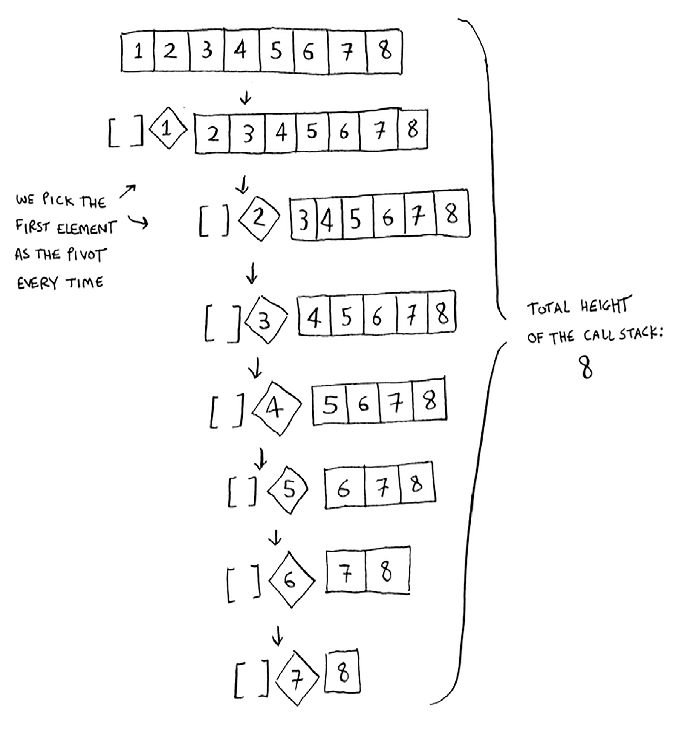 1 2 3 4 5 6 7 8
[ ] 1 2 3 4 5 6 7 8
WE PICK THE
FIRST ELEMENT
AS THE PIVOT
EVERY TIME
[ ] 2 3 4 5 6 7 8
[ ] 3 4 5 6 7 8
[ ] 4 5 6 7 8
[ ] 5 6 7 8
[ ] 6 7 8
[ ] 7 8
TOTAL HEIGHT
OF THE CALL STACK:
8